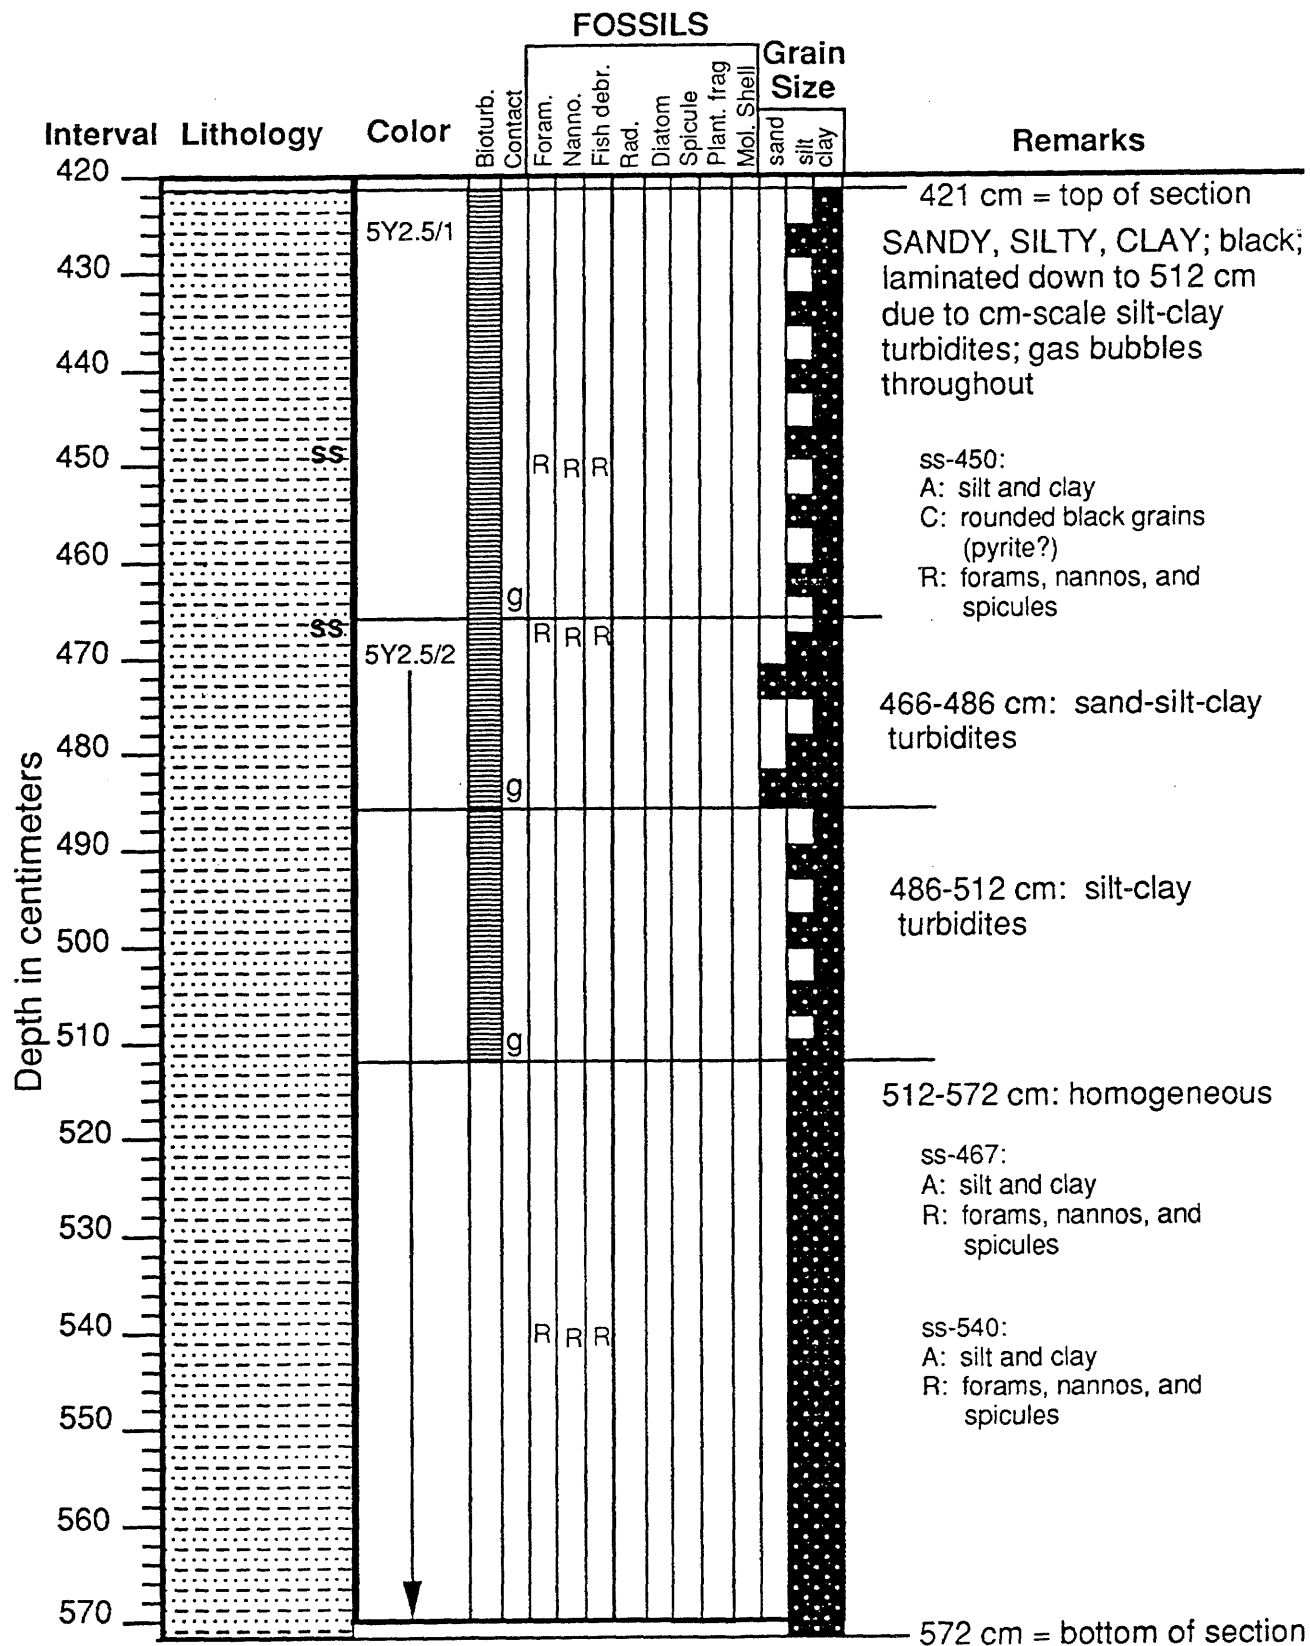 FOSSILS
Grain
Size
Interval Lithology Color Bioturb. Contact Foram. Nanno. Fish debr. Rad. Diatom Spicule Plant. frag Mol. Shell sand silt clay Remarks
420
421 cm = top of section
5Y2.5/1
SANDY, SILTY, CLAY; black;
430
laminated down to 512 cm
due to cm-scale silt-clay
turbidites; gas bubbles
440
throughout
450 ss R R R
ss-450:
A: silt and clay
C: rounded black grains
(pyrite?)
460
R: forams, nannos, and
spicules
g
ss R R R
470
5Y2.5/2
466-486 cm: sand-silt-clay
turbidites
480
g
490
486-512 cm: silt-clay
turbidites
500
510
g
Depth in centimeters
512-572 cm: homogeneous
520
ss-467:
A: silt and clay
R: forams, nannos, and
spicules
530
540 R R R
ss-540:
A: silt and clay
R: forams, nannos, and
spicules
550
560
570
572 cm = bottom of section